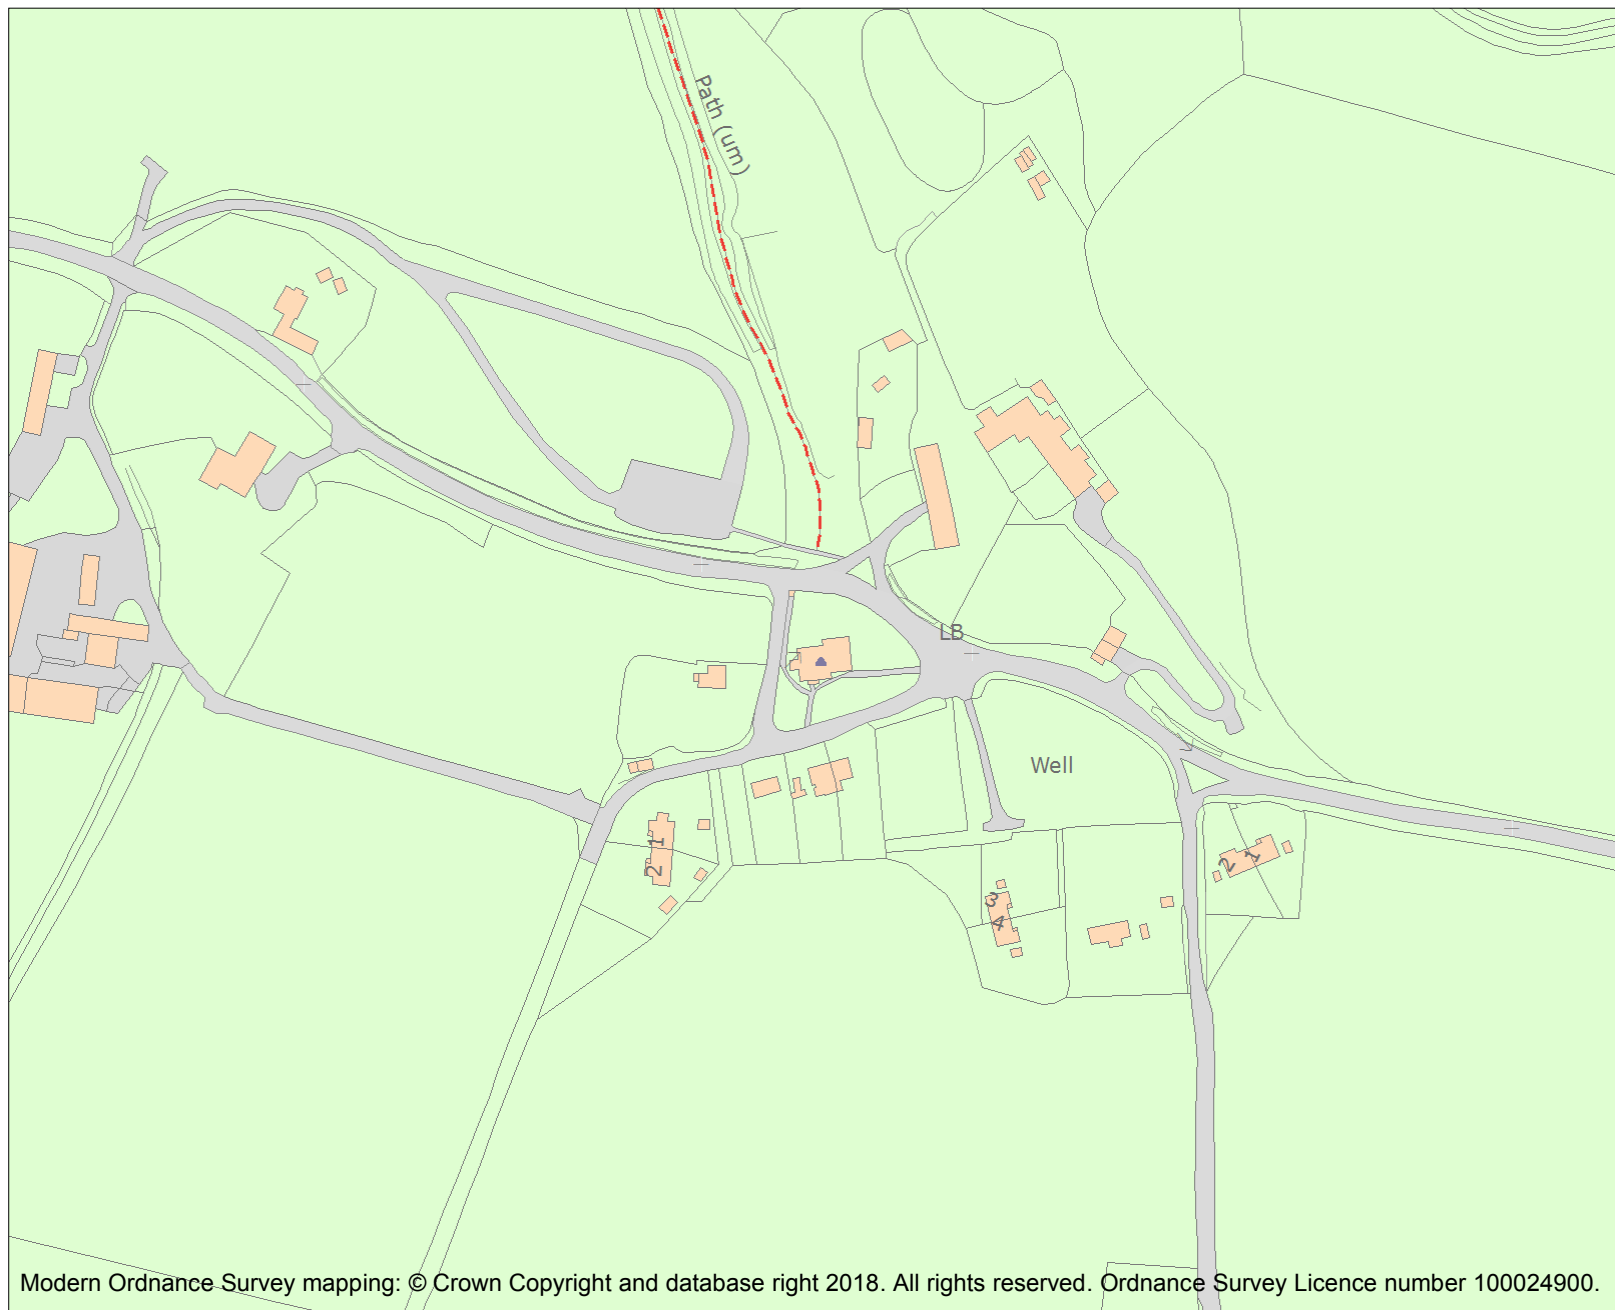 Path (um)
LB
Well
1
2
3
4
2
1
Modern Ordnance Survey mapping: © Crown Copyright and database right 2018. All rights reserved. Ordnance Survey Licence number 100024900.